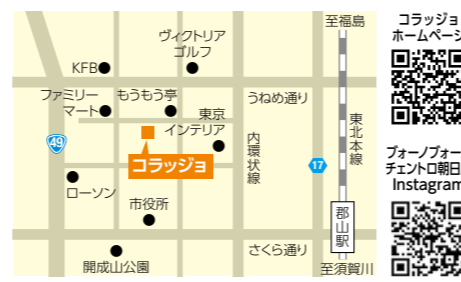 至福島
ヴィクトリア
ゴルフ
KFB
ファミリー
マート
もうもう亭
うねめ通り
東京
インテリア
東北本線
内環状線
49
17
コラッジョ
ローソン
市役所
郡山駅
さくら通り
開成山公園
至須賀川
コラッジョ
ホームページ
ブォーノブォー
チェントロ朝日
Instagram